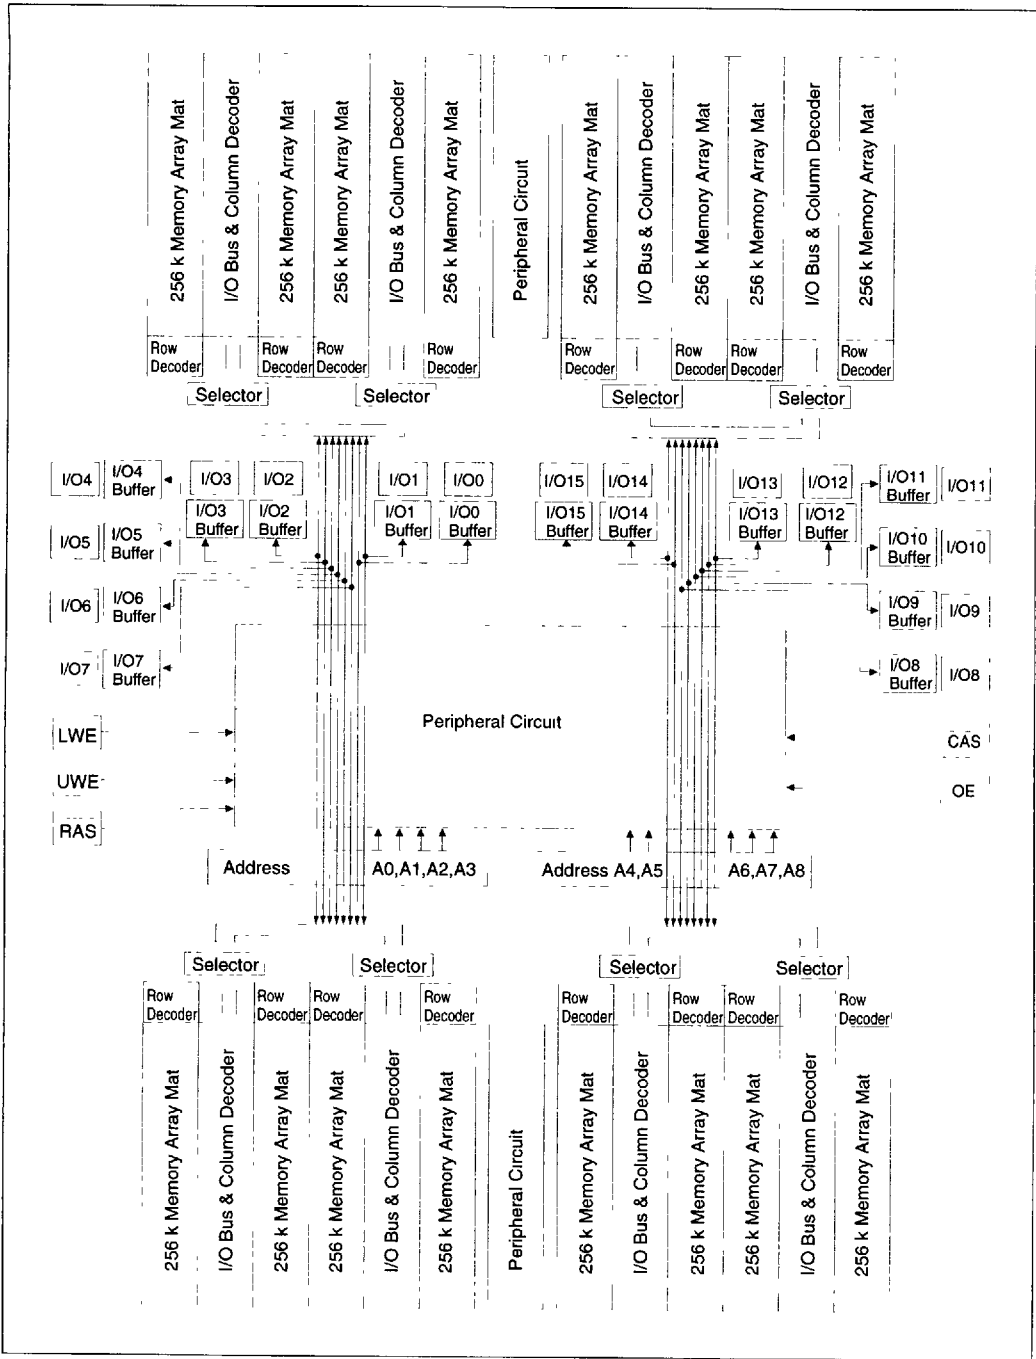 256 k Memory Array Mat
I/O Bus & Column Decoder
256 k Memory Array Mat
256 k Memory Array Mat
I/O Bus & Column Decoder
256 k Memory Array Mat
Peripheral Circuit
256 k Memory Array Mat
I/O Bus & Column Decoder
256 k Memory Array Mat
256 k Memory Array Mat
I/O Bus & Column Decoder
256 k Memory Array Mat
Row Decoder
Row Decoder
Row Decoder
Row Decoder
Row Decoder
Row Decoder
Row Decoder
Row Decoder
Selector
Selector
Selector
Selector
I/O4
I/O4 Buffer
I/O3
I/O2
I/O1
I/O0
I/O15
I/O14
I/O13
I/O12
I/O11 Buffer
I/O11
I/O3 Buffer
I/O2 Buffer
I/O1 Buffer
I/O0 Buffer
I/O15 Buffer
I/O14 Buffer
I/O13 Buffer
I/O12 Buffer
I/O5
I/O5 Buffer
I/O10 Buffer
I/O10
I/O6
I/O6 Buffer
I/O9 Buffer
I/O9
I/O7
I/O7 Buffer
I/O8 Buffer
I/O8
Peripheral Circuit
LWE
CAS
UWE
OE
RAS
Address
A0,A1,A2,A3
Address A4,A5
A6,A7,A8
Selector
Selector
Selector
Selector
Row Decoder
Row Decoder
Row Decoder
Row Decoder
Row Decoder
Row Decoder
Row Decoder
Row Decoder
256 k Memory Array Mat
I/O Bus & Column Decoder
256 k Memory Array Mat
256 k Memory Array Mat
I/O Bus & Column Decoder
256 k Memory Array Mat
Peripheral Circuit
256 k Memory Array Mat
I/O Bus & Column Decoder
256 k Memory Array Mat
256 k Memory Array Mat
I/O Bus & Column Decoder
256 k Memory Array Mat